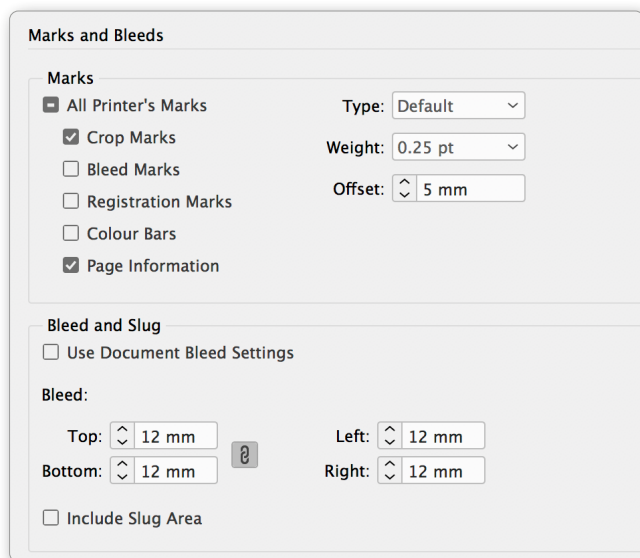 Marks and Bleeds
Marks
All Printer's Marks
Type: Default
Crop Marks
Weight: 0.25 pt
Bleed Marks
Offset: 5 mm
Registration Marks
Colour Bars
Page Information
Bleed and Slug
Use Document Bleed Settings
Bleed:
Top: 12 mm Left: 12 mm
Bottom: 12 mm Right: 12 mm
Include Slug Area